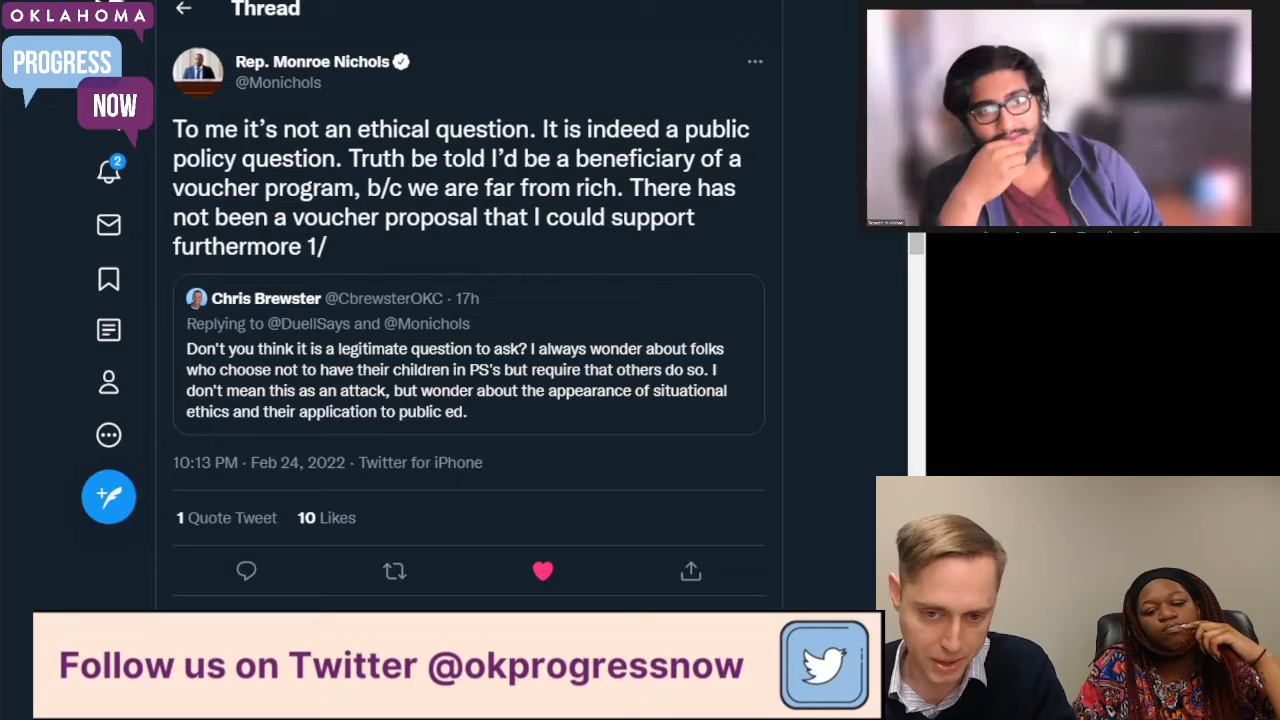 OKLAHOMA
PROGRESS
NOW
Thread
Rep. Monroe Nichols
@Monichols
2
To me it's not an ethical question. It is indeed a public
policy question. Truth be told I'd be a beneficiary of a
voucher program, b/c we are far from rich. There has
not been a voucher proposal that I could support
furthermore 1/
Chris Brewster @CbrewsterOKC · 17h
Replying to @DuellSays and @Monichols
Don't you think it is a legitimate question to ask? I always wonder about folks
who choose not to have their children in PS's but require that others do so. I
don't mean this as an attack, but wonder about the appearance of situational
ethics and their application to public ed.
10:13 PM · Feb 24, 2022 · Twitter for iPhone
1 Quote Tweet 10 Likes
Follow us on Twitter @okprogressnow